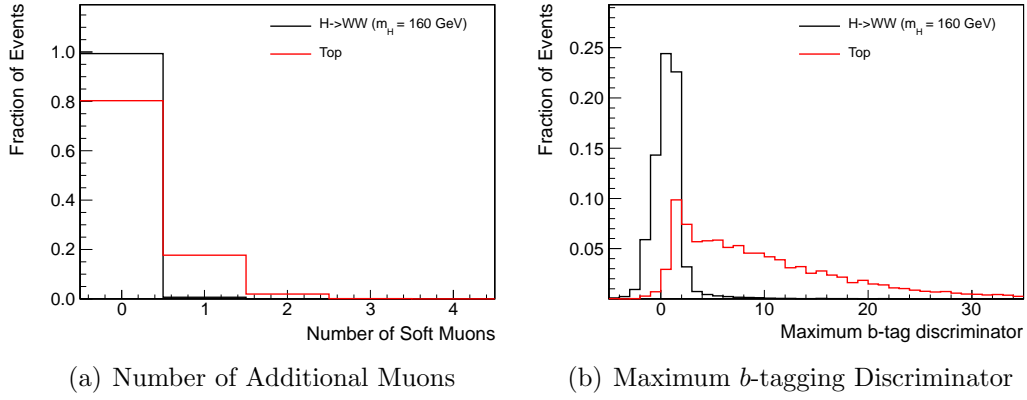 Fraction of Events
H->WW (m_H = 160 GeV)
Top
1.0
0.8
0.6
0.4
0.2
0.0
0 1 2 3 4
Number of Soft Muons
(a) Number of Additional Muons
Fraction of Events
H->WW (m_H = 160 GeV)
Top
0.25
0.20
0.15
0.10
0.05
0 10 20 30
Maximum b-tag discriminator
(b) Maximum b-tagging Discriminator